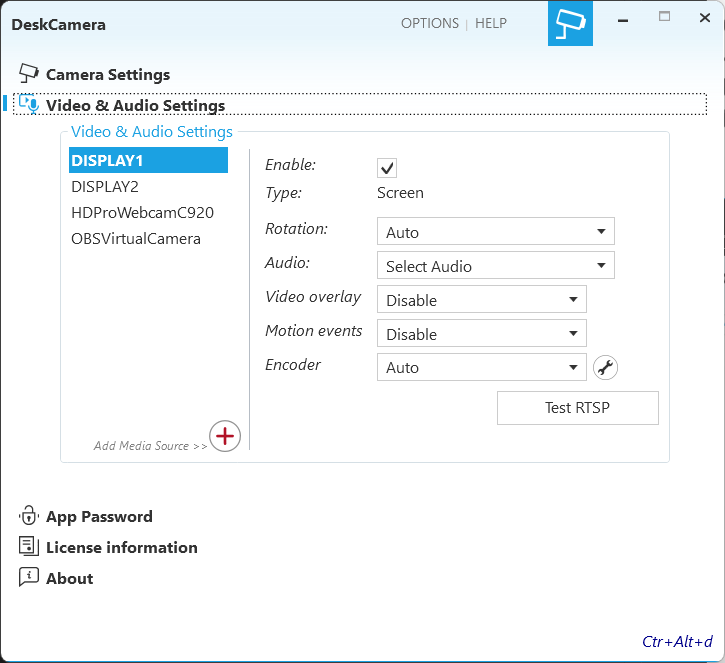 DeskCamera
OPTIONS | HELP
Camera Settings
Video & Audio Settings
Video & Audio Settings
DISPLAY1
DISPLAY2
HDProWebcamC920
OBSVirtualCamera
Add Media Source >>
Enable:
Type: Screen
Rotation: Auto
Audio: Select Audio
Video overlay Disable
Motion events Disable
Encoder Auto
Test RTSP
App Password
License information
About
Ctr+Alt+d